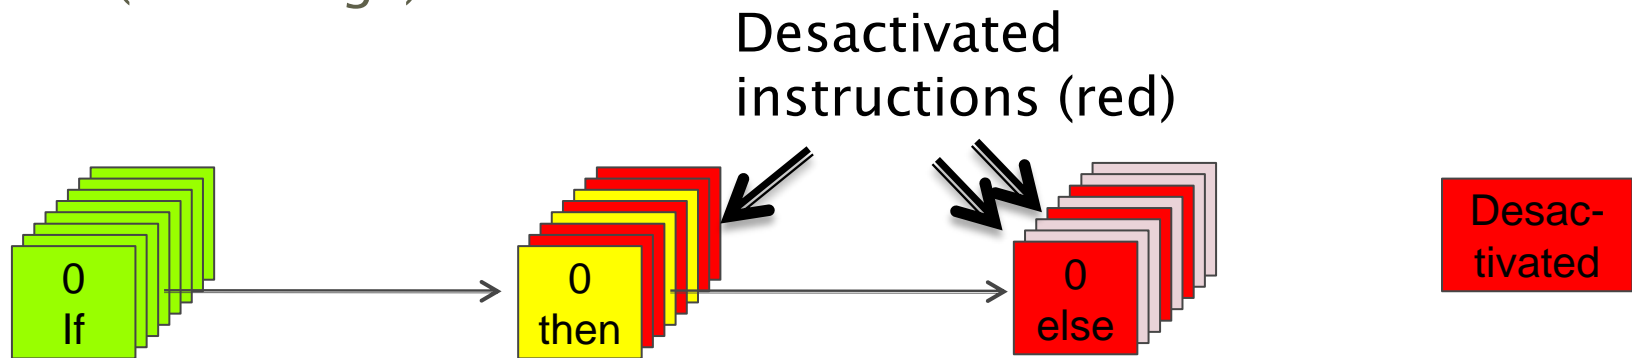 Desactivated
instructions (red)
0
If
0
then
0
else
Desac-
tivated